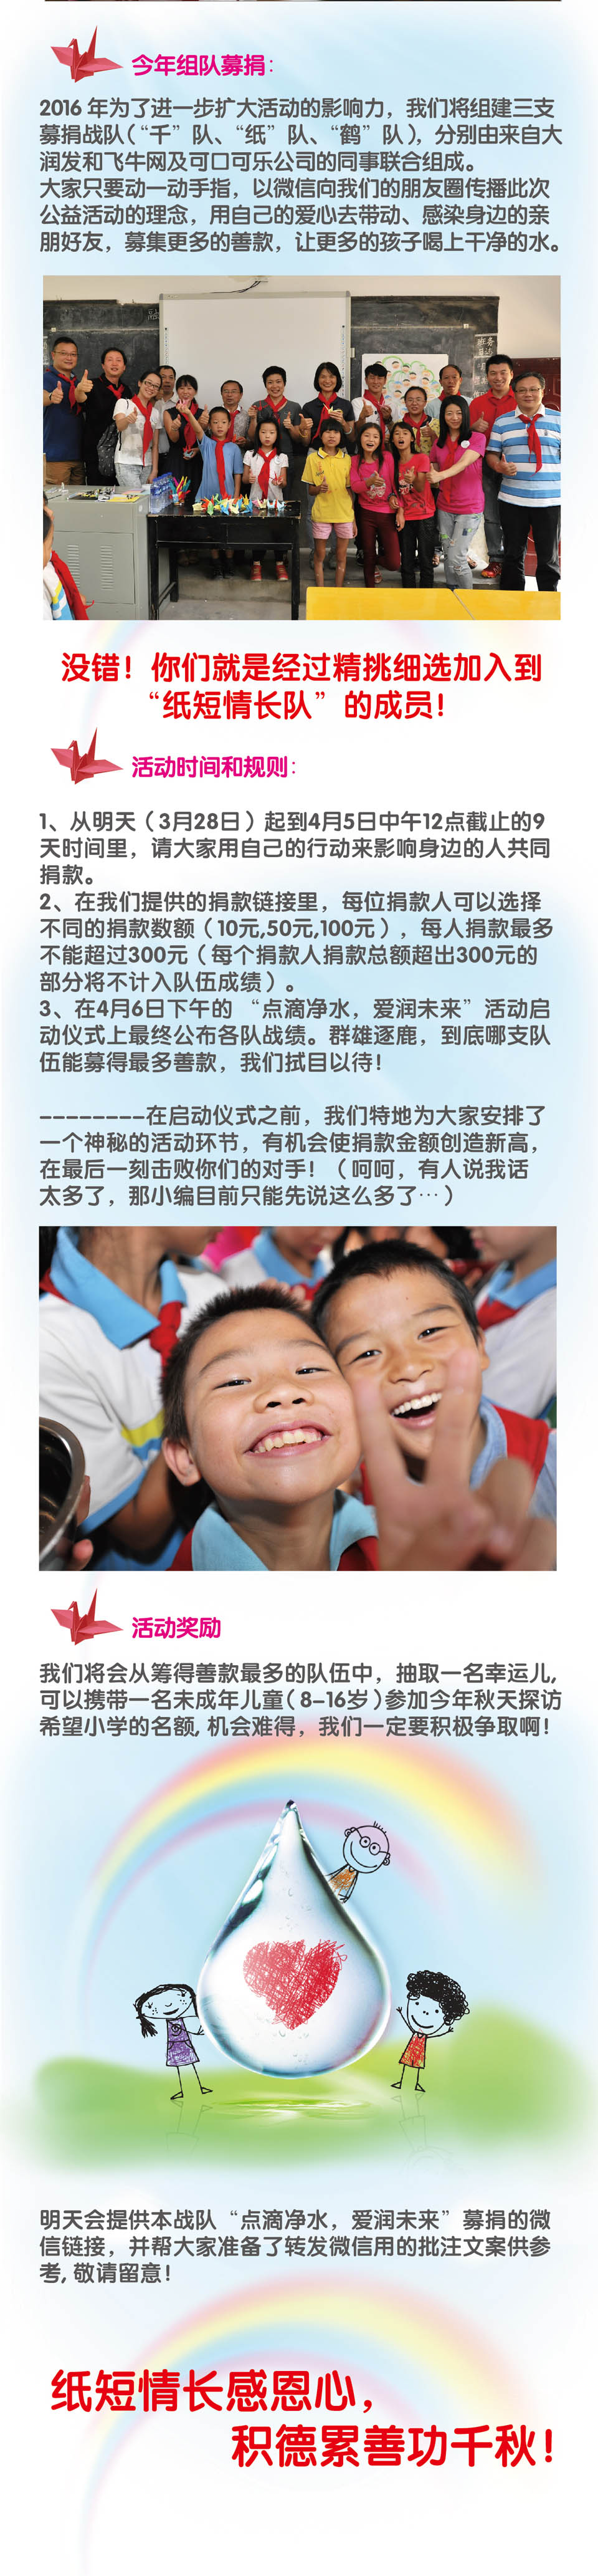 今年组队募捐：
2016 年为了进一步扩大活动的影响力，我们将组建三支
募捐战队（“千”队、“纸”队、“鹤”队），分别由来自大
润发和飞牛网及可口可乐公司的同事联合组成。
大家只要动一动手指，以微信向我们的朋友圈传播此次
公益活动的理念，用自己的爱心去带动、感染身边的亲
朋好友，募集更多的善款，让更多的孩子喝上干净的水。
没错！你们就是经过精挑细选加入到
“纸短情长队”的成员！
活动时间和规则：
1、从明天（3月28日）起到4月5日中午12点截止的9
天时间里，请大家用自己的行动来影响身边的人共同
捐款。
2、在我们提供的捐款链接里，每位捐款人可以选择
不同的捐款数额（10元,50元,100元），每人捐款最多
不能超过300元（每个捐款人捐款总额超出300元的
部分将不计入队伍成绩）。
3、在4月6日下午的 “点滴净水，爱润未来”活动启
动仪式上最终公布各队战绩。群雄逐鹿，到底哪支队
伍能募得最多善款，我们拭目以待！
--------在启动仪式之前，我们特地为大家安排了
一个神秘的活动环节，有机会使捐款金额创造新高，
在最后一刻击败你们的对手！（呵呵，有人说我话
太多了，那小编目前只能先说这么多了…）
活动奖励
我们将会从筹得善款最多的队伍中，抽取一名幸运儿,
可以携带一名未成年儿童（8-16岁）参加今年秋天探访
希望小学的名额, 机会难得，我们一定要积极争取啊！
明天会提供本战队“点滴净水，爱润未来”募捐的微
信链接，并帮大家准备了转发微信用的批注文案供参
考, 敬请留意！
纸短情长感恩心，
积德累善功千秋！